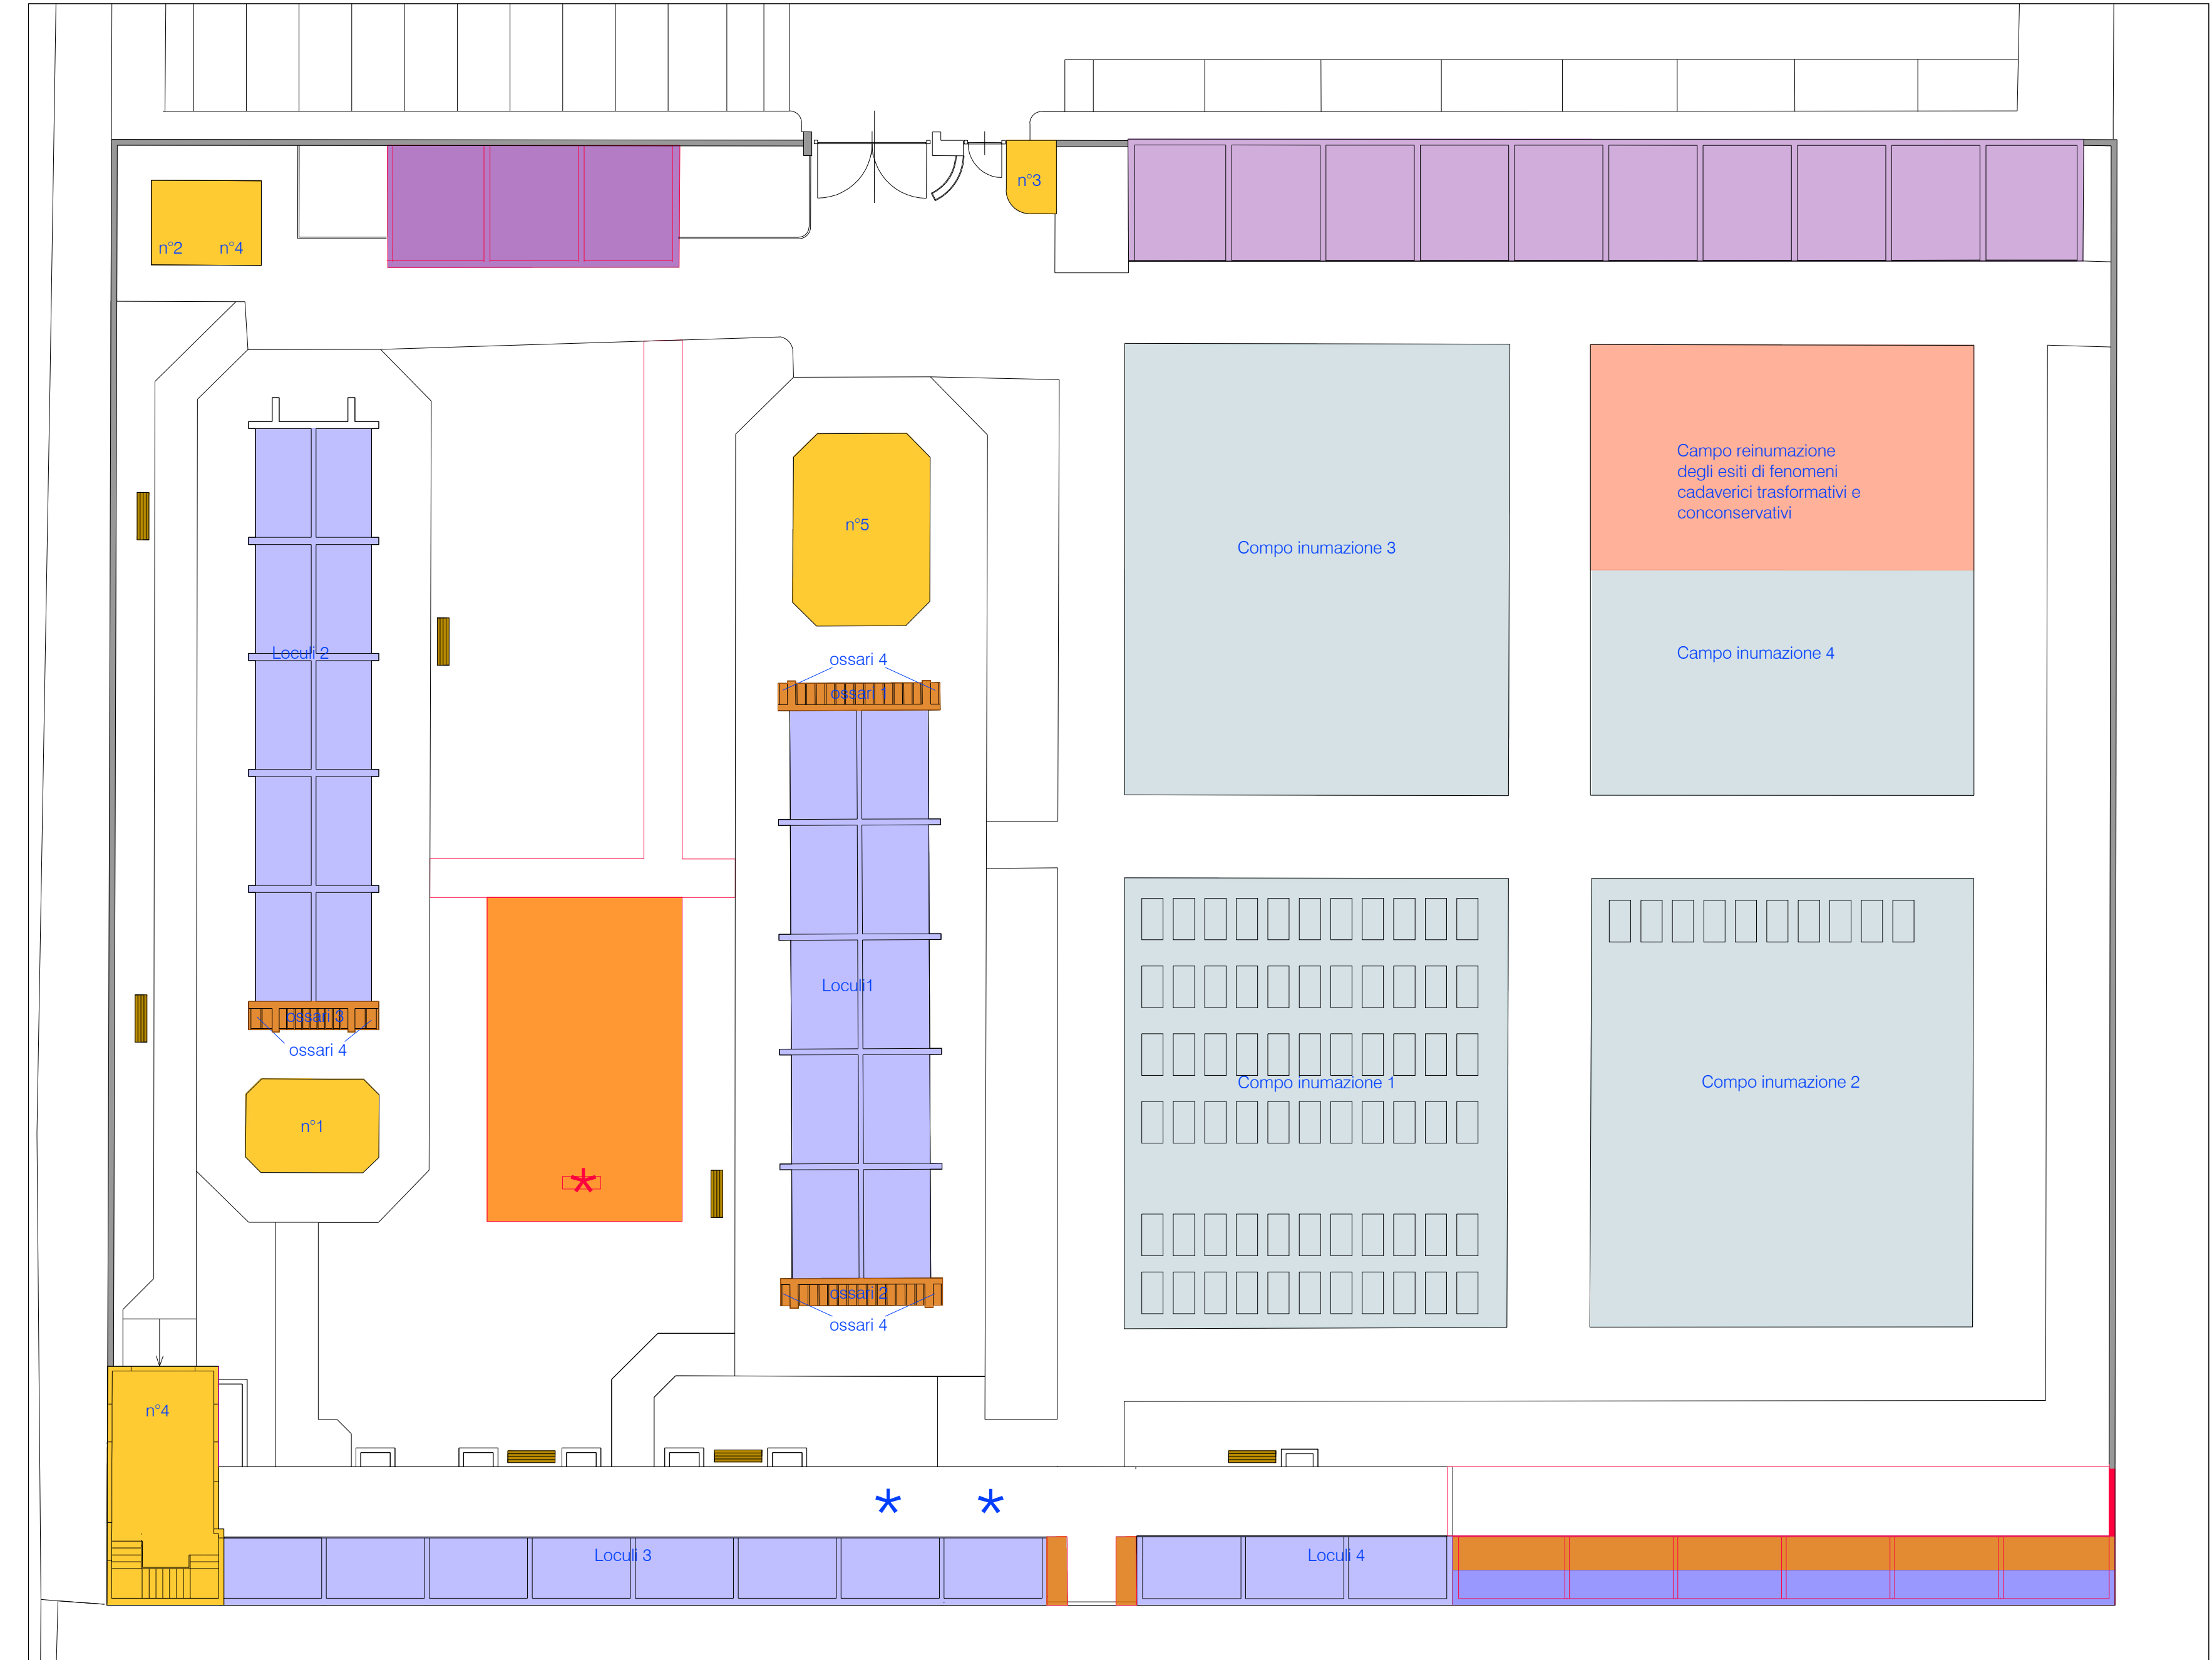 n°3
n°2 n°4
Campo reinumazione
degli esiti di fenomeni
cadaverici trasformativi e
conconservativi
n°5
Compo inumazione 3
Loculi 2
ossari 4
Campo inumazione 4
ossari 1
Loculi1
ossari 3
ossari 4
Compo inumazione 1
Compo inumazione 2
n°1
*
ossari 2
ossari 4
n°4
* *
Loculi 3
Loculi 4